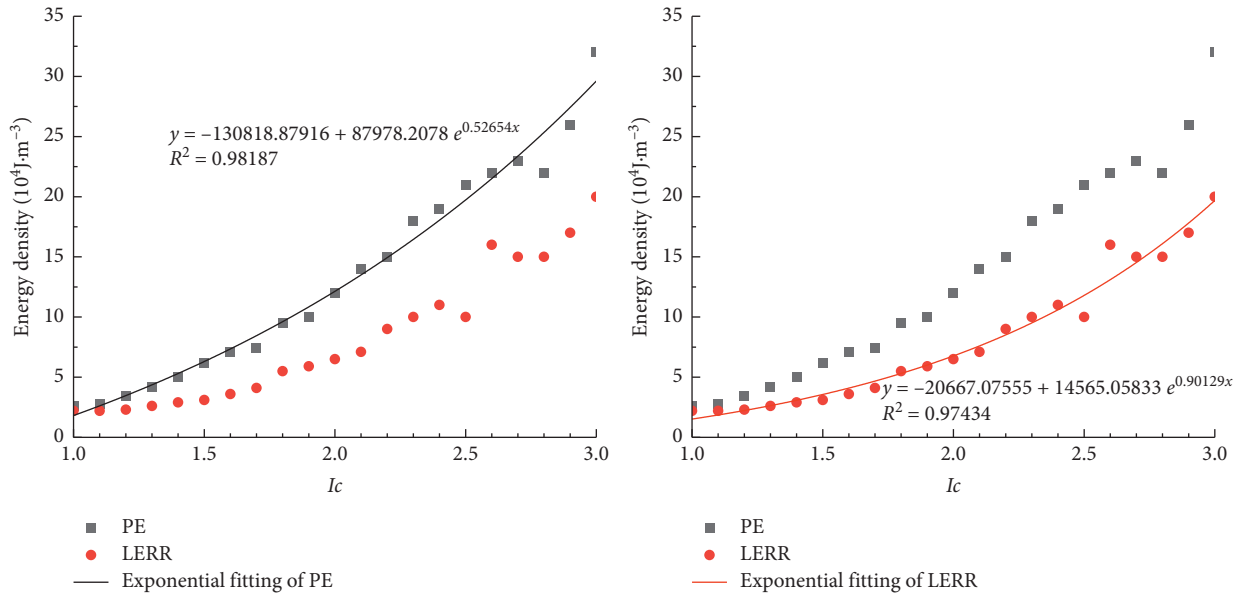 35
30
25
20
15
10
5
0
Energy density (10⁴J·m⁻³)
y = –130818.87916 + 87978.2078 e^0.52654x
R² = 0.98187
1.0 1.5 2.0 2.5 3.0
Ic
PE
LERR
Exponential fitting of PE
35
30
25
20
15
10
5
0
Energy density (10⁴J·m⁻³)
y = –20667.07555 + 14565.05833 e^0.90129x
R² = 0.97434
1.0 1.5 2.0 2.5 3.0
Ic
PE
LERR
Exponential fitting of LERR